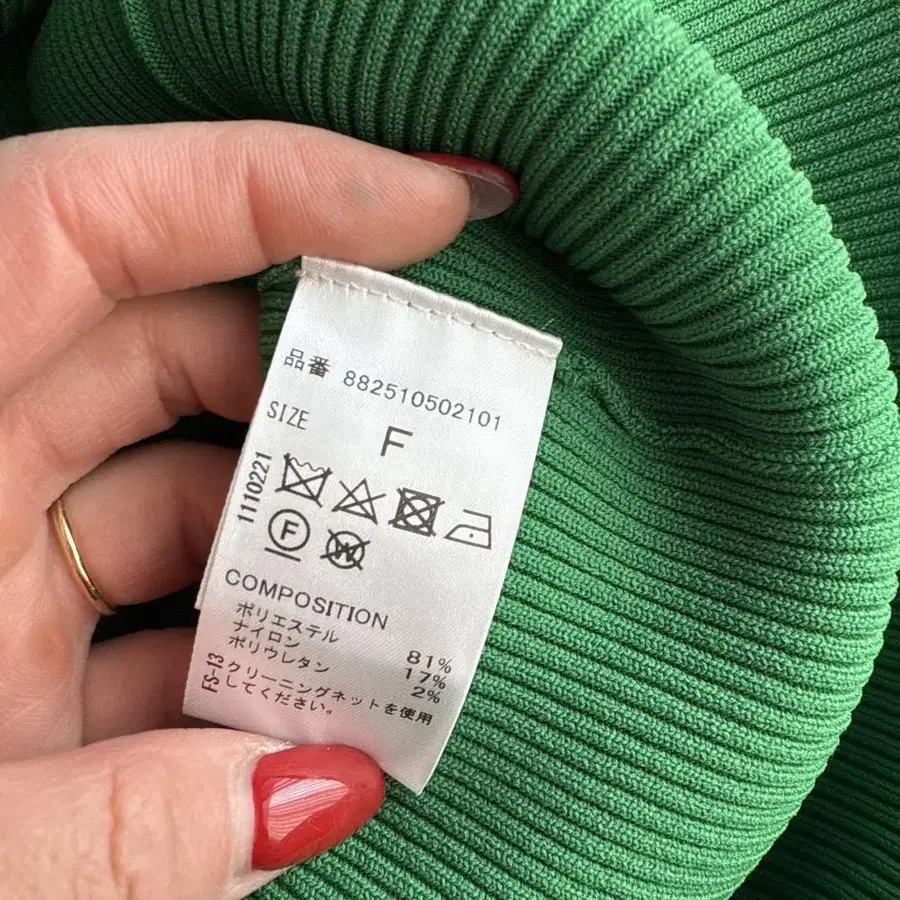 品番 882510502101
SIZE
F
1110221
F
W
COMPOSITION
ポリエステル 81%
ナイロン 17%
ポリウレタン 2%
FS-13
クリーニングネットを使用
してください。